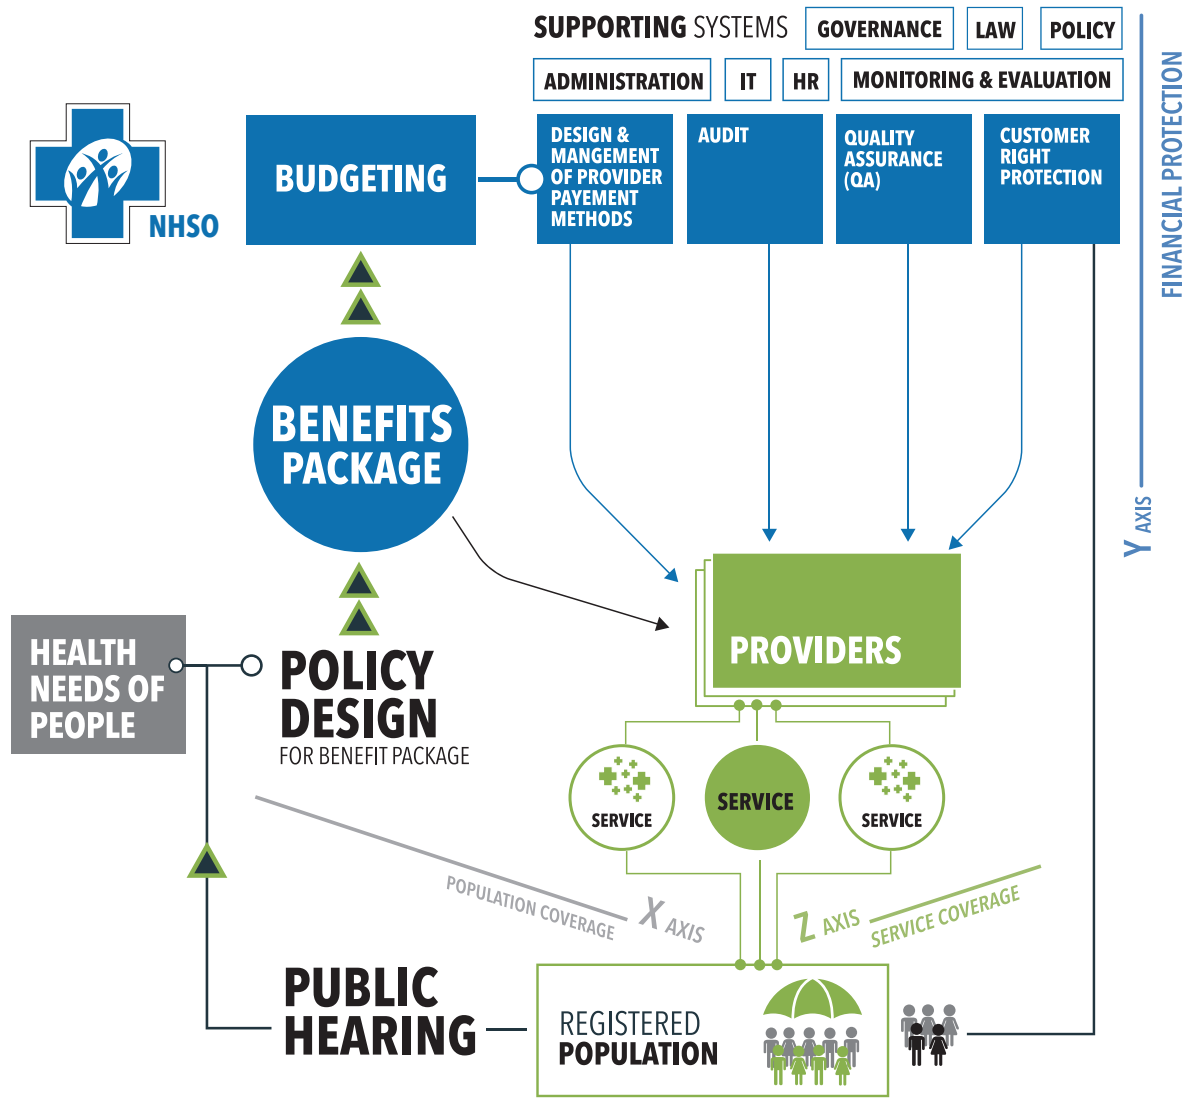 SUPPORTING SYSTEMS
GOVERNANCE
LAW
POLICY
ADMINISTRATION
IT
HR
MONITORING & EVALUATION
NHSO
BUDGETING
DESIGN &
MANGEMENT
OF PROVIDER
PAYEMENT
METHODS
AUDIT
QUALITY
ASSURANCE
(QA)
CUSTOMER
RIGHT
PROTECTION
FINANCIAL PROTECTION
Y AXIS
BENEFITS
PACKAGE
HEALTH
NEEDS OF
PEOPLE
POLICY
DESIGN
FOR BENEFIT PACKAGE
PROVIDERS
SERVICE
SERVICE
SERVICE
POPULATION COVERAGE
X AXIS
Z AXIS
SERVICE COVERAGE
PUBLIC
HEARING
REGISTERED
POPULATION